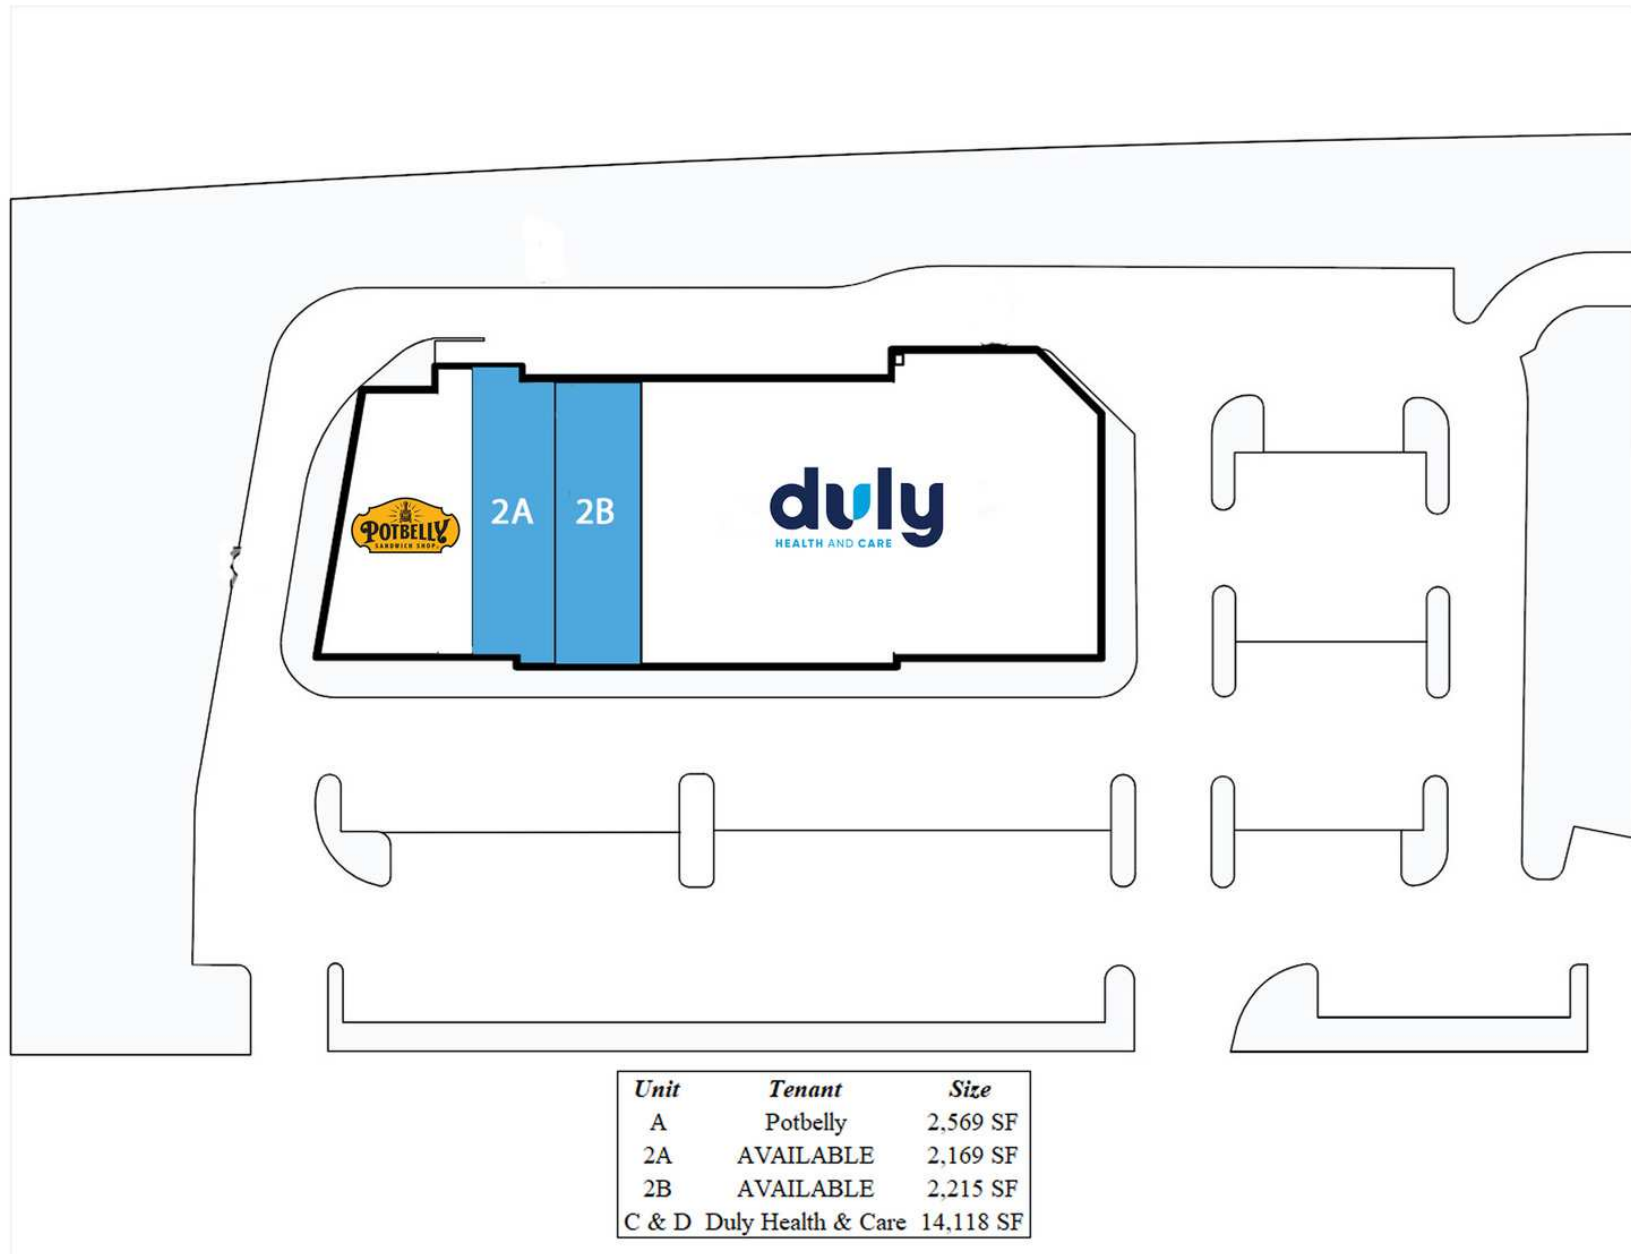 POTBELLY
SANDWICH SHOP
2A
2B
duly
HEALTH AND CARE
Unit Tenant Size
A Potbelly 2,569 SF
2A AVAILABLE 2,169 SF
2B AVAILABLE 2,215 SF
C & D Duly Health & Care 14,118 SF